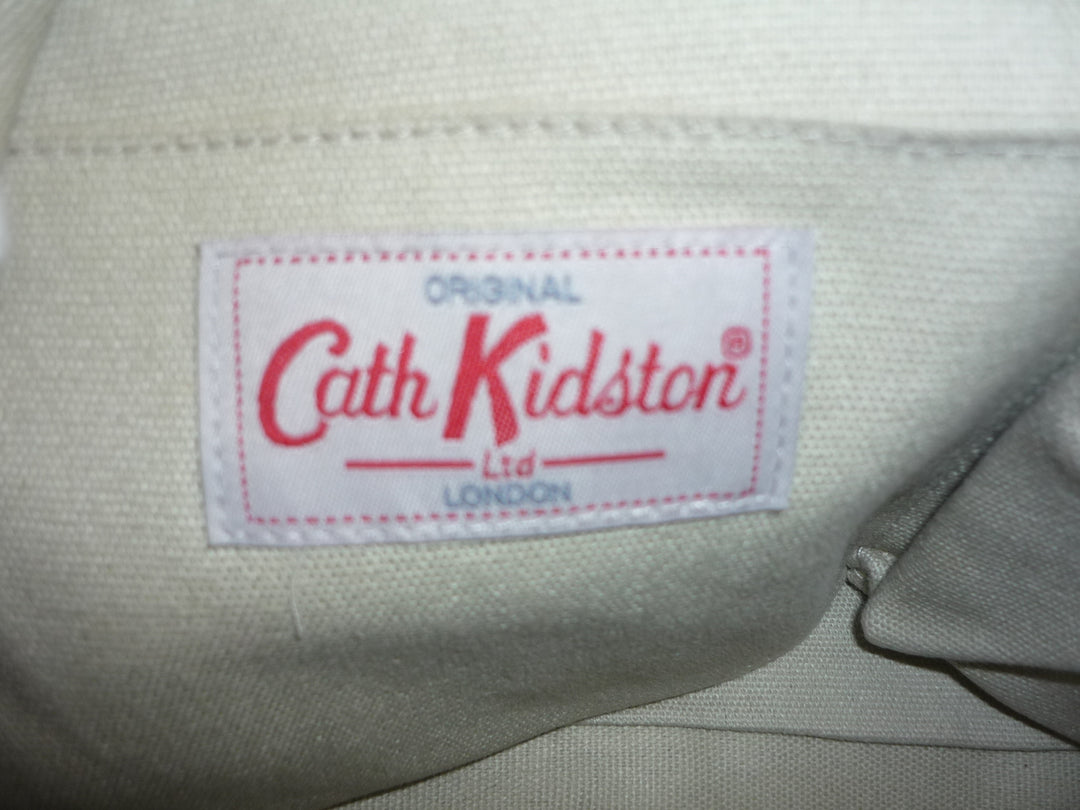 ORIGINAL
Cath Kidston®
Ltd
LONDON